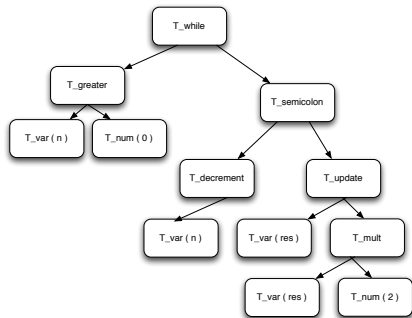 T_while
T_greater
T_semicolon
T_var ( n )
T_num ( 0 )
T_decrement
T_update
T_var ( n )
T_var ( res )
T_mult
T_var ( res )
T_num ( 2 )